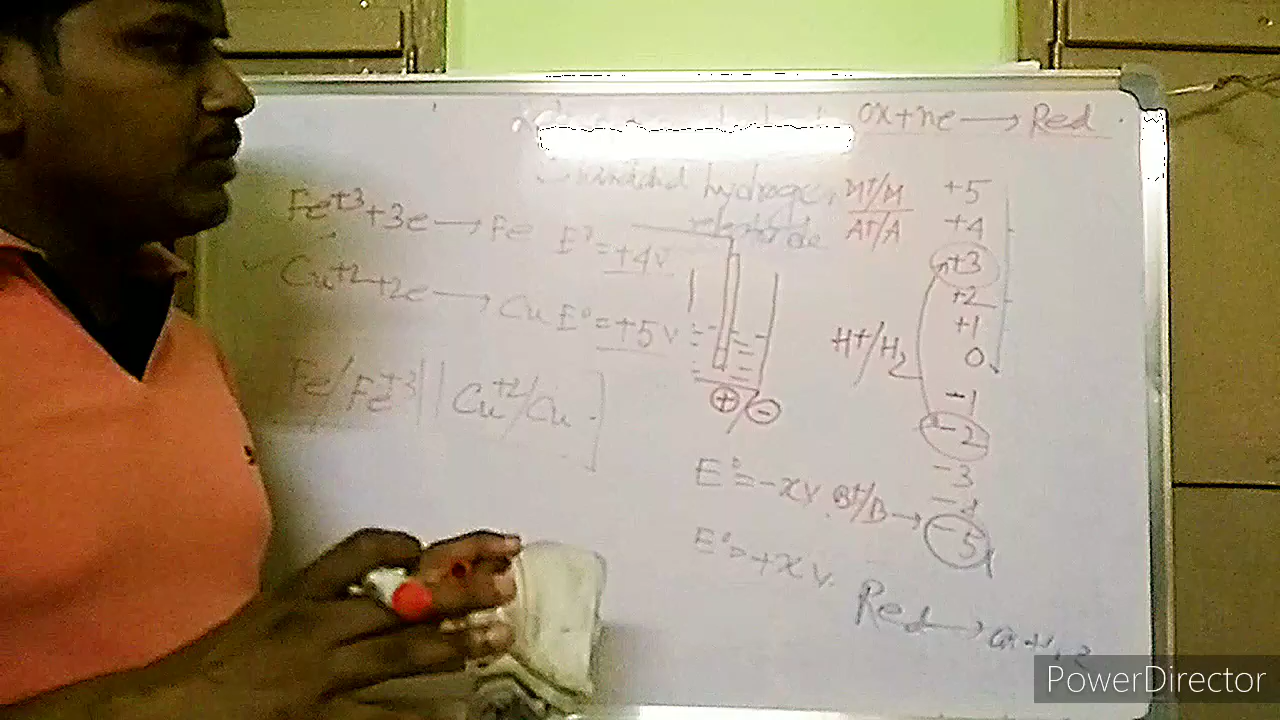 Ox+ne⟶Red
Standard hydrogen
electrode
M+/M
A+/A
+5
+4
+3
+2
+1
0
-1
-2
-3
-4
-5
Fe+3+3e⟶Fe E°=+4V
Cu+2+2e⟶Cu E°=+5V
Fe/Fe+3||Cu+2/Cu
H+/H2
⊕/⊖
E°=-xV
B+/B→
E°=+xV
Red→
PowerDirector